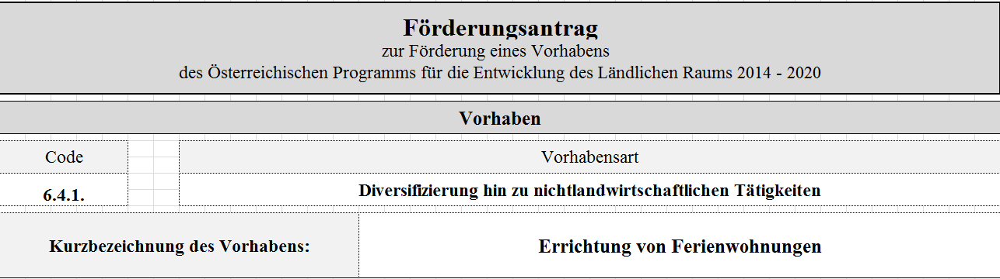 Förderungsantrag
zur Förderung eines Vorhabens
des Österreichischen Programms für die Entwicklung des Ländlichen Raums 2014 - 2020
Vorhaben
Code
Vorhabensart
6.4.1.
Diversifizierung hin zu nichtlandwirtschaftlichen Tätigkeiten
Kurzbezeichnung des Vorhabens:
Errichtung von Ferienwohnungen